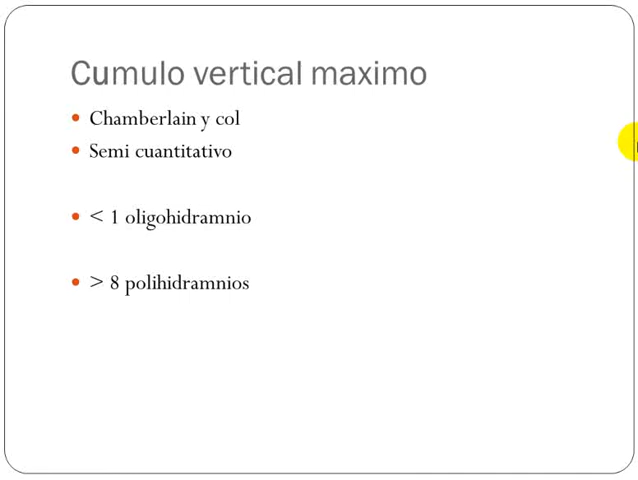 Cumulo vertical maximo
Chamberlain y col
Semi cuantitativo
< 1 oligohidramnio
> 8 polihidramnios